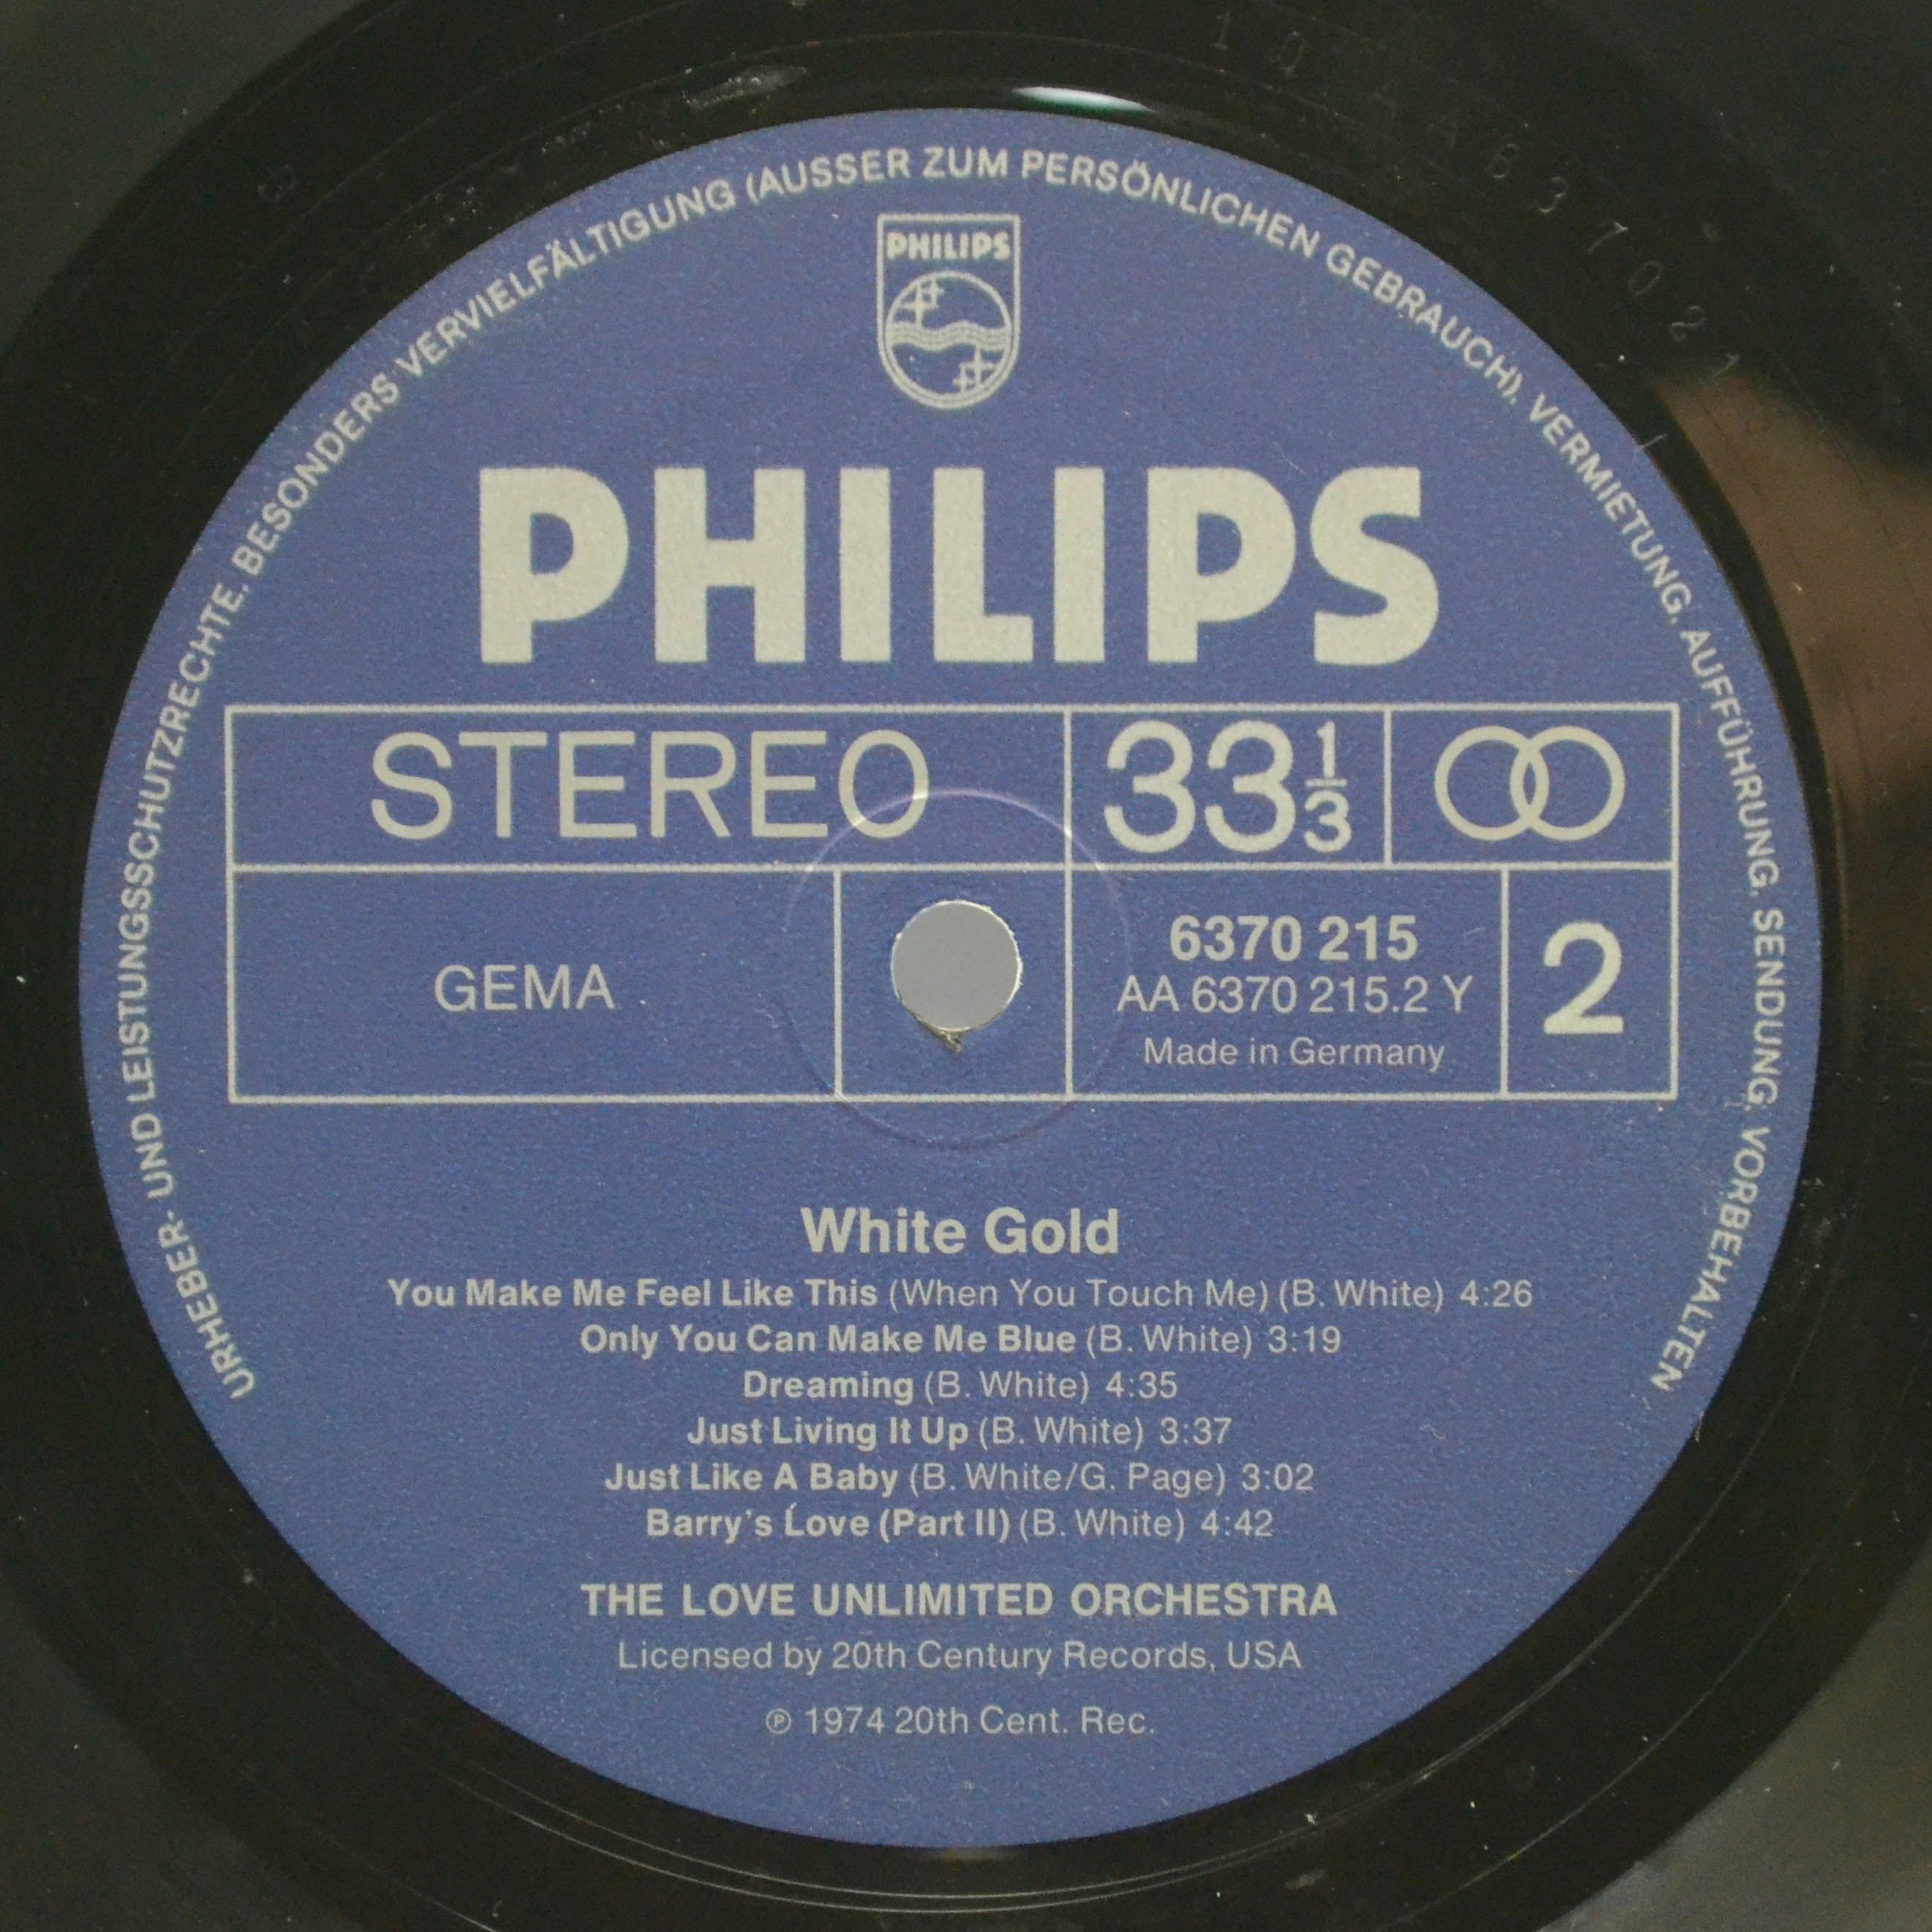 URHEBER- UND LEISTUNGSSCHUTZRECHTE, BESONDERS VERVIELFÄLTIGUNG (AUSSER ZUM PERSÖNLICHEN GEBRAUCH), VERMIETUNG, AUFFÜHRUNG, SENDUNG, VORBEHALTEN
PHILIPS
PHILIPS
STEREO 33 1/3
GEMA
6370 215
AA 6370 215.2 Y
Made in Germany
2
White Gold
You Make Me Feel Like This (When You Touch Me) (B. White) 4:26
Only You Can Make Me Blue (B. White) 3:19
Dreaming (B. White) 4:35
Just Living It Up (B. White) 3:37
Just Like A Baby (B. White/G. Page) 3:02
Barry's Love (Part II) (B. White) 4:42
THE LOVE UNLIMITED ORCHESTRA
Licensed by 20th Century Records, USA
℗ 1974 20th Cent. Rec.